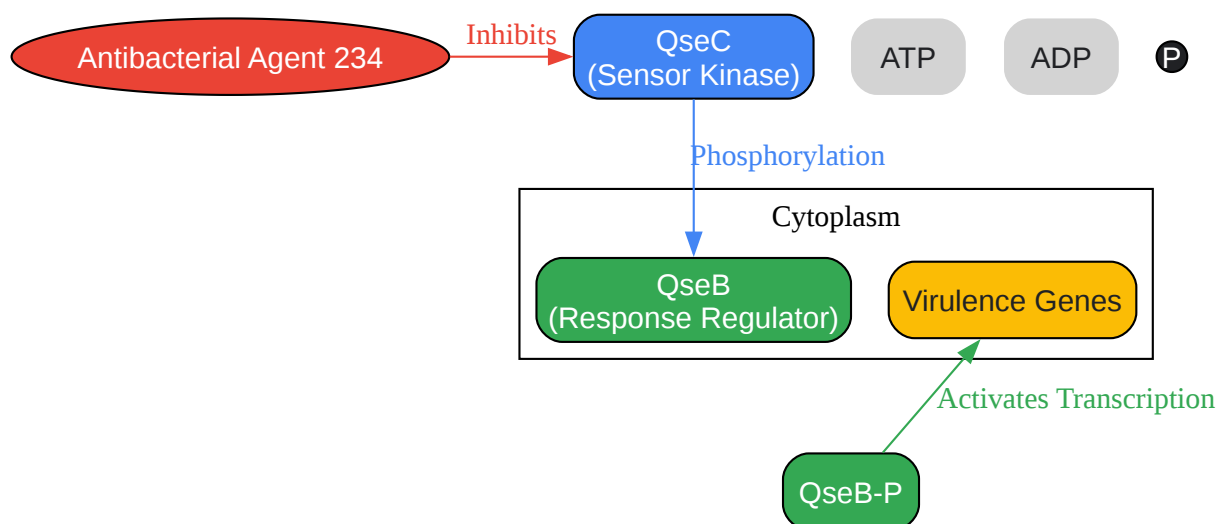 Antibacterial Agent 234
Inhibits
QseC
(Sensor Kinase)
ATP
ADP
P
Phosphorylation
Cytoplasm
QseB
(Response Regulator)
Virulence Genes
Activates Transcription
QseB-P